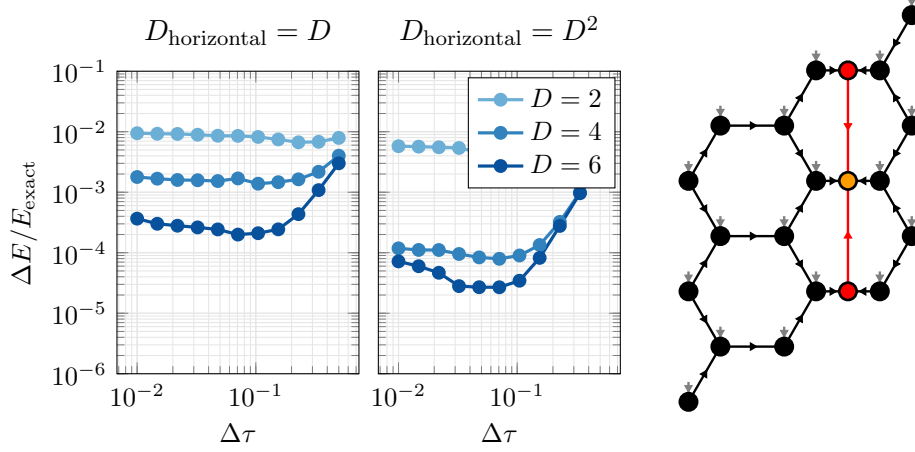 D_horizontal = D
D_horizontal = D²
ΔE/E_exact
10⁻¹
10⁻²
10⁻³
10⁻⁴
10⁻⁵
10⁻⁶
D = 2
D = 4
D = 6
10⁻² 10⁻¹
10⁻² 10⁻¹
Δτ
Δτ